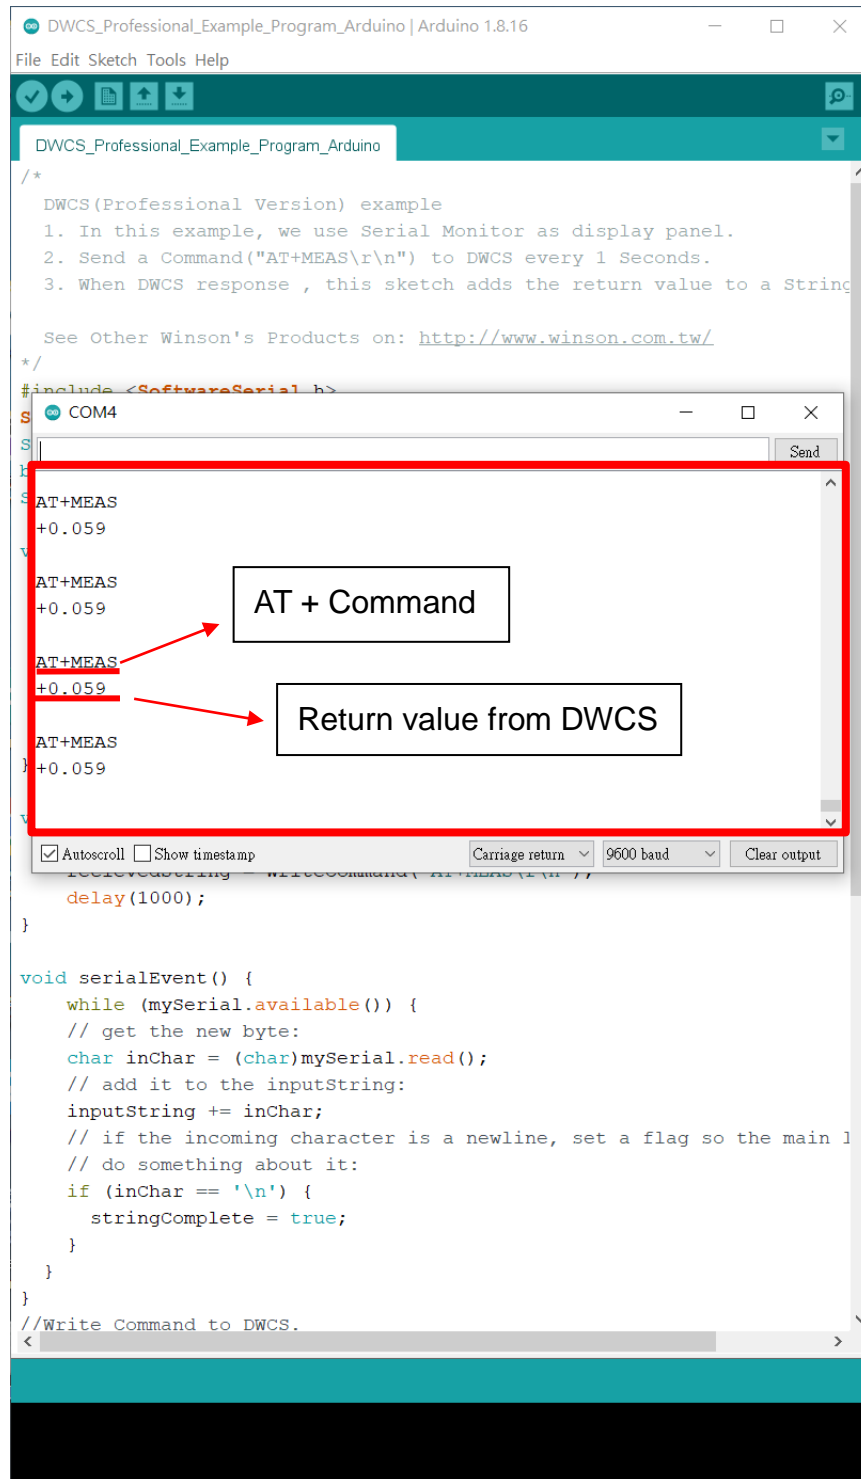 DWCS_Professional_Example_Program_Arduino | Arduino 1.8.16
File Edit Sketch Tools Help
DWCS_Professional_Example_Program_Arduino
/*
DWCS(Professional Version) example
1. In this example, we use Serial Monitor as display panel.
2. Send a Command("AT+MEAS\r\n") to DWCS every 1 Seconds.
3. When DWCS response , this sketch adds the return value to a String
See Other Winson's Products on: http://www.winson.com.tw/
*/
#include <SoftwareSerial.h>
COM4
Send
AT+MEAS
+0.059
AT+MEAS
+0.059
AT + Command
AT+MEAS
+0.059
Return value from DWCS
AT+MEAS
+0.059
Autoscroll Show timestamp Carriage return 9600 baud Clear output
recievedString = WriteCommand("AT+MEAS\r\n");
delay(1000);
}
void serialEvent() {
while (mySerial.available()) {
// get the new byte:
char inChar = (char)mySerial.read();
// add it to the inputString:
inputString += inChar;
// if the incoming character is a newline, set a flag so the main l
// do something about it:
if (inChar == '\n') {
stringComplete = true;
}
}
}
//Write Command to DWCS.